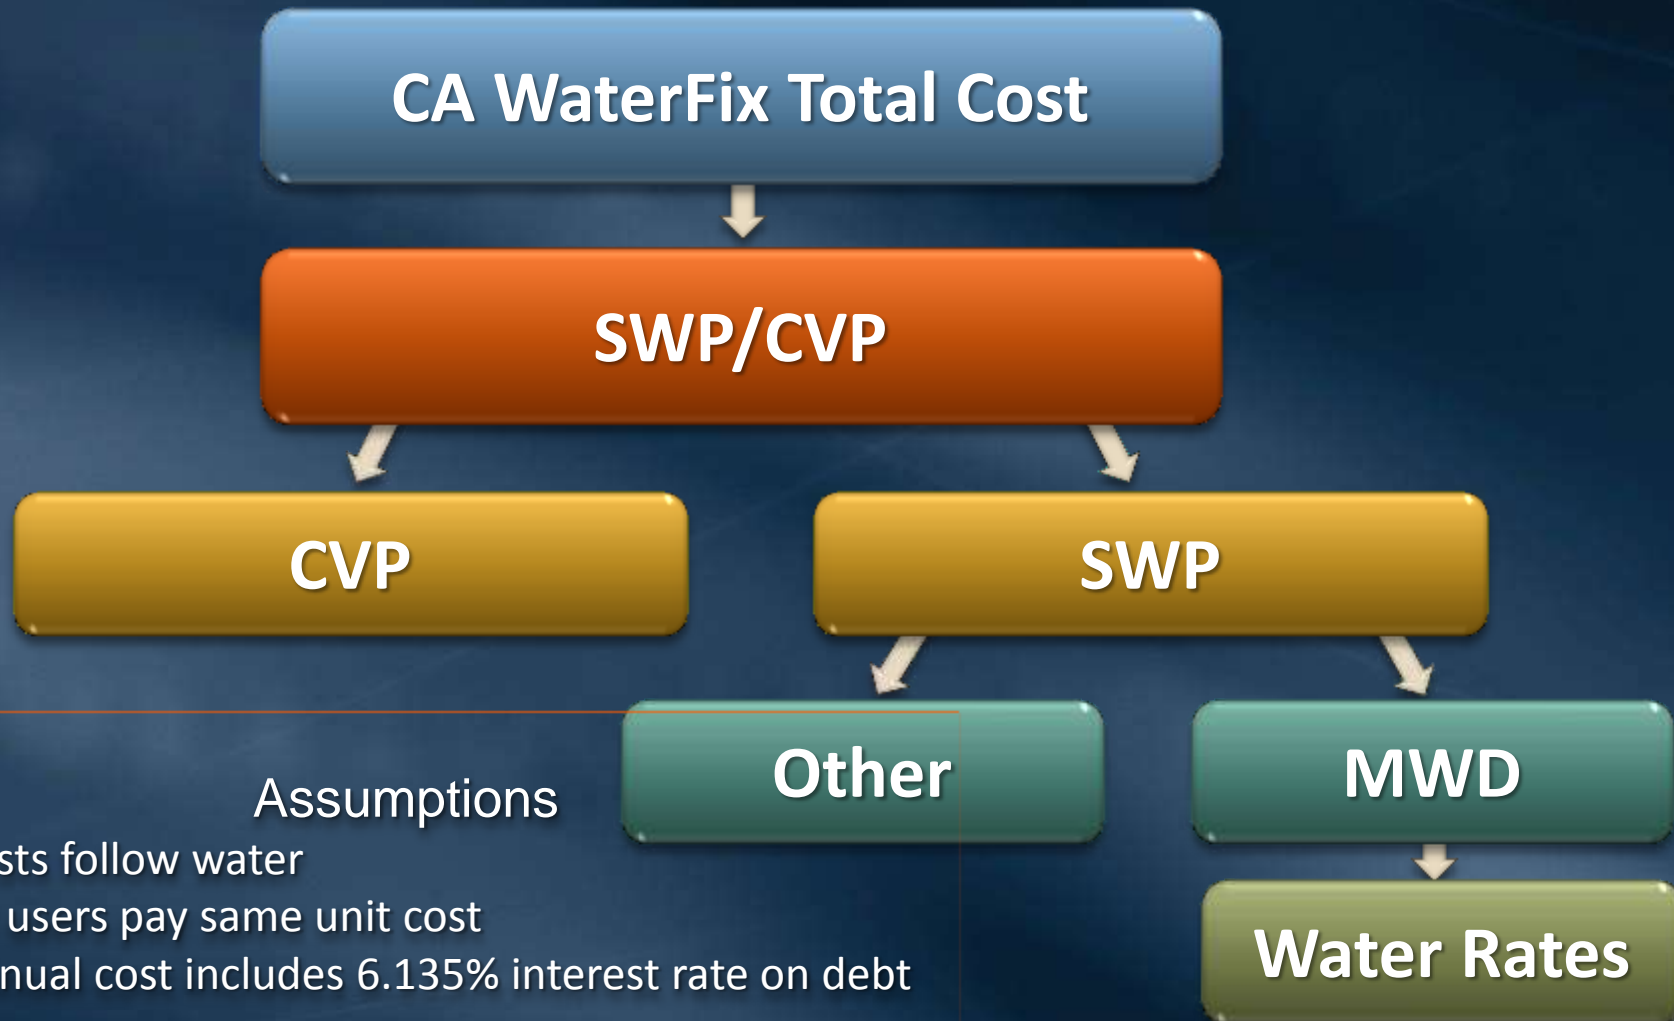 CA WaterFix Total Cost
SWP/CVP
CVP
SWP
Other
MWD
Water Rates
Assumptions
sts follow water
users pay same unit cost
nual cost includes 6.135% interest rate on debt